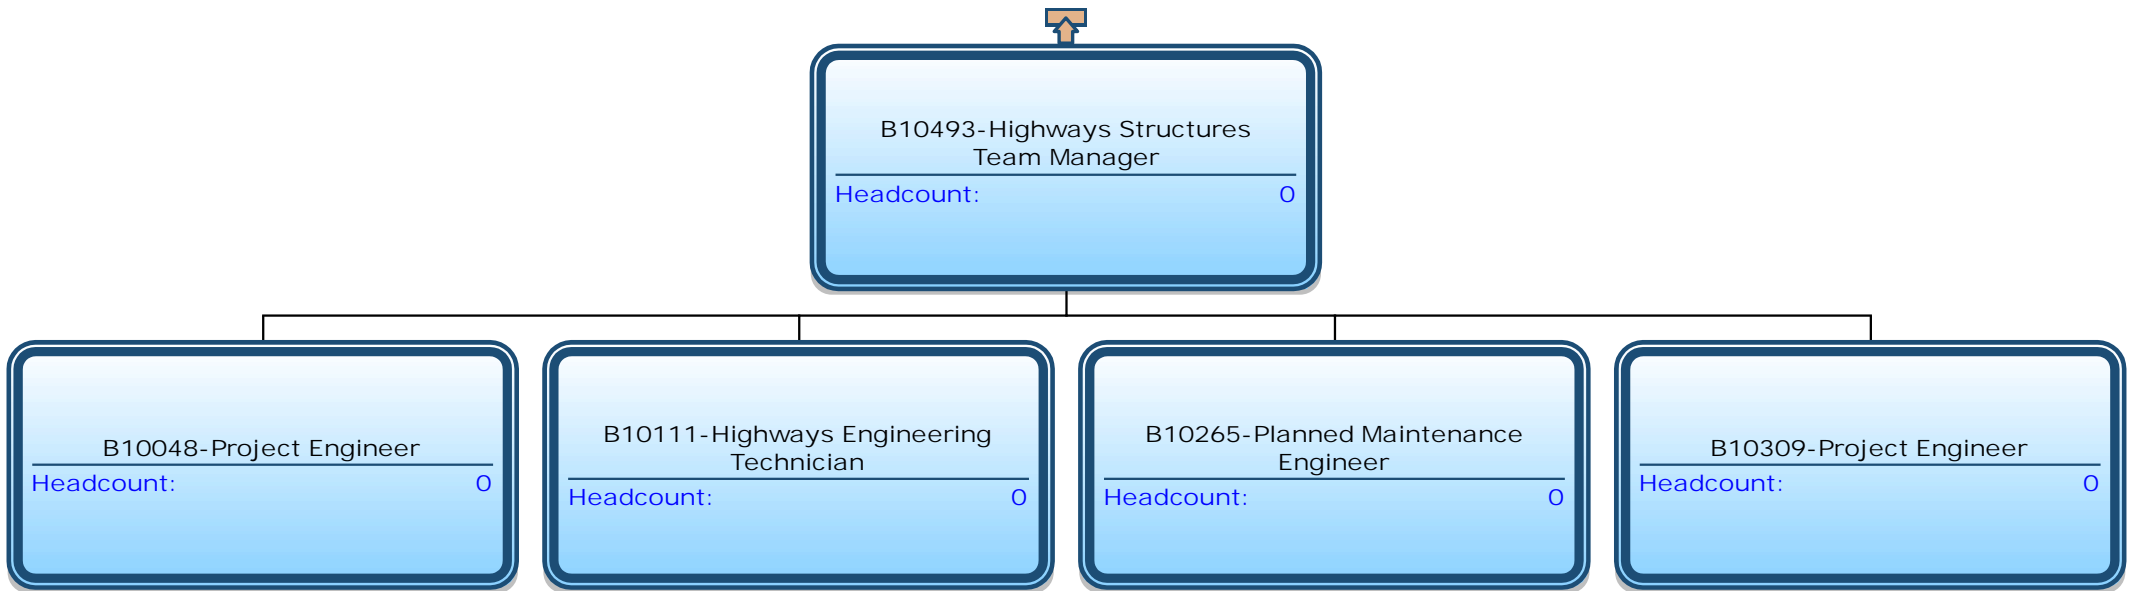 B10493-Highways Structures
Team Manager
Headcount: 0
B10048-Project Engineer
Headcount: 0
B10111-Highways Engineering
Technician
Headcount: 0
B10265-Planned Maintenance
Engineer
Headcount: 0
B10309-Project Engineer
Headcount: 0